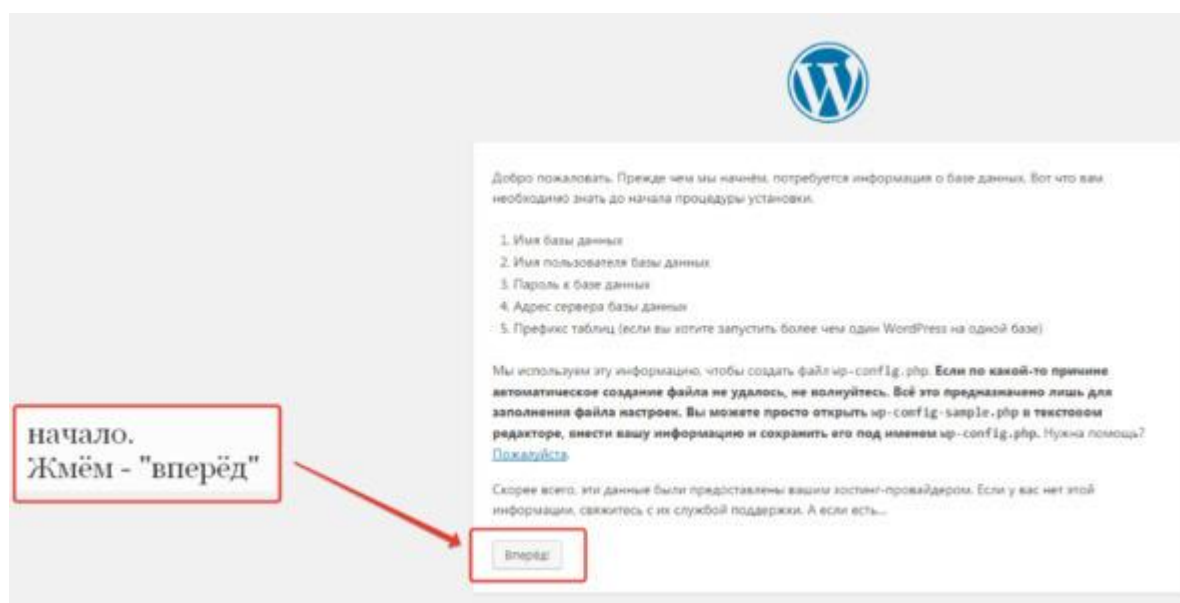 Добро пожаловать. Прежде чем мы начнём, потребуется информация о базе данных. Вот что вам
необходимо знать до начала процедуры установки.
1. Имя базы данных
2. Имя пользователя базы данных
3. Пароль к базе данных
4. Адрес сервера базы данных
5. Префикс таблиц (если вы хотите запустить более чем один WordPress на одной базе)
Мы используем эту информацию, чтобы создать файл wp-config.php. Если по какой-то причине
автоматическое создание файла не удалось, не волнуйтесь. Всё это предназначено лишь для
заполнения файла настроек. Вы можете просто открыть wp-config-sample.php в текстовом
редакторе, внести вашу информацию и сохранить его под именем wp-config.php. Нужна помощь?
Пожалуйста.
Скорее всего, эти данные были предоставлены вашим хостинг-провайдером. Если у вас нет этой
информации, свяжитесь с их службой поддержки. А если есть...
Вперёд!
начало.
Жмём - "вперёд"